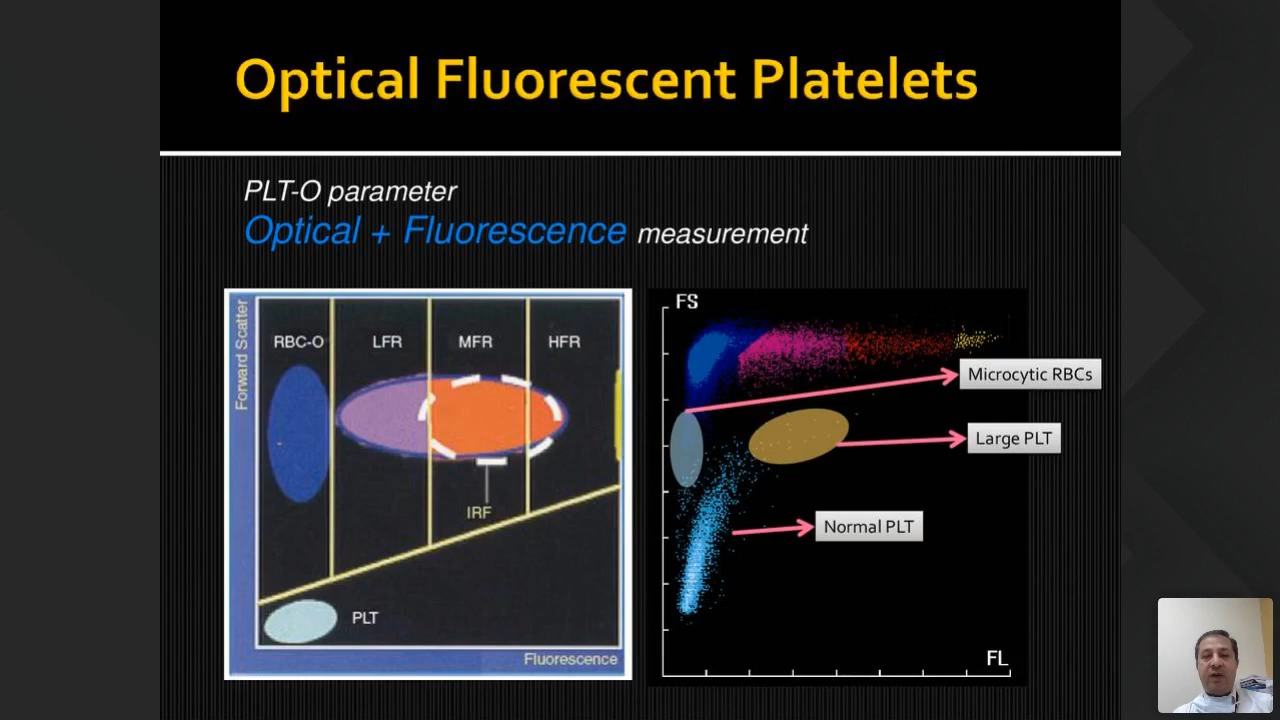 Optical Fluorescent Platelets
PLT-O parameter
Optical + Fluorescence measurement
Forward Scatter
RBC-O
LFR
MFR
HFR
IRF
PLT
Fluorescence
FS
Microcytic RBCs
Large PLT
Normal PLT
FL